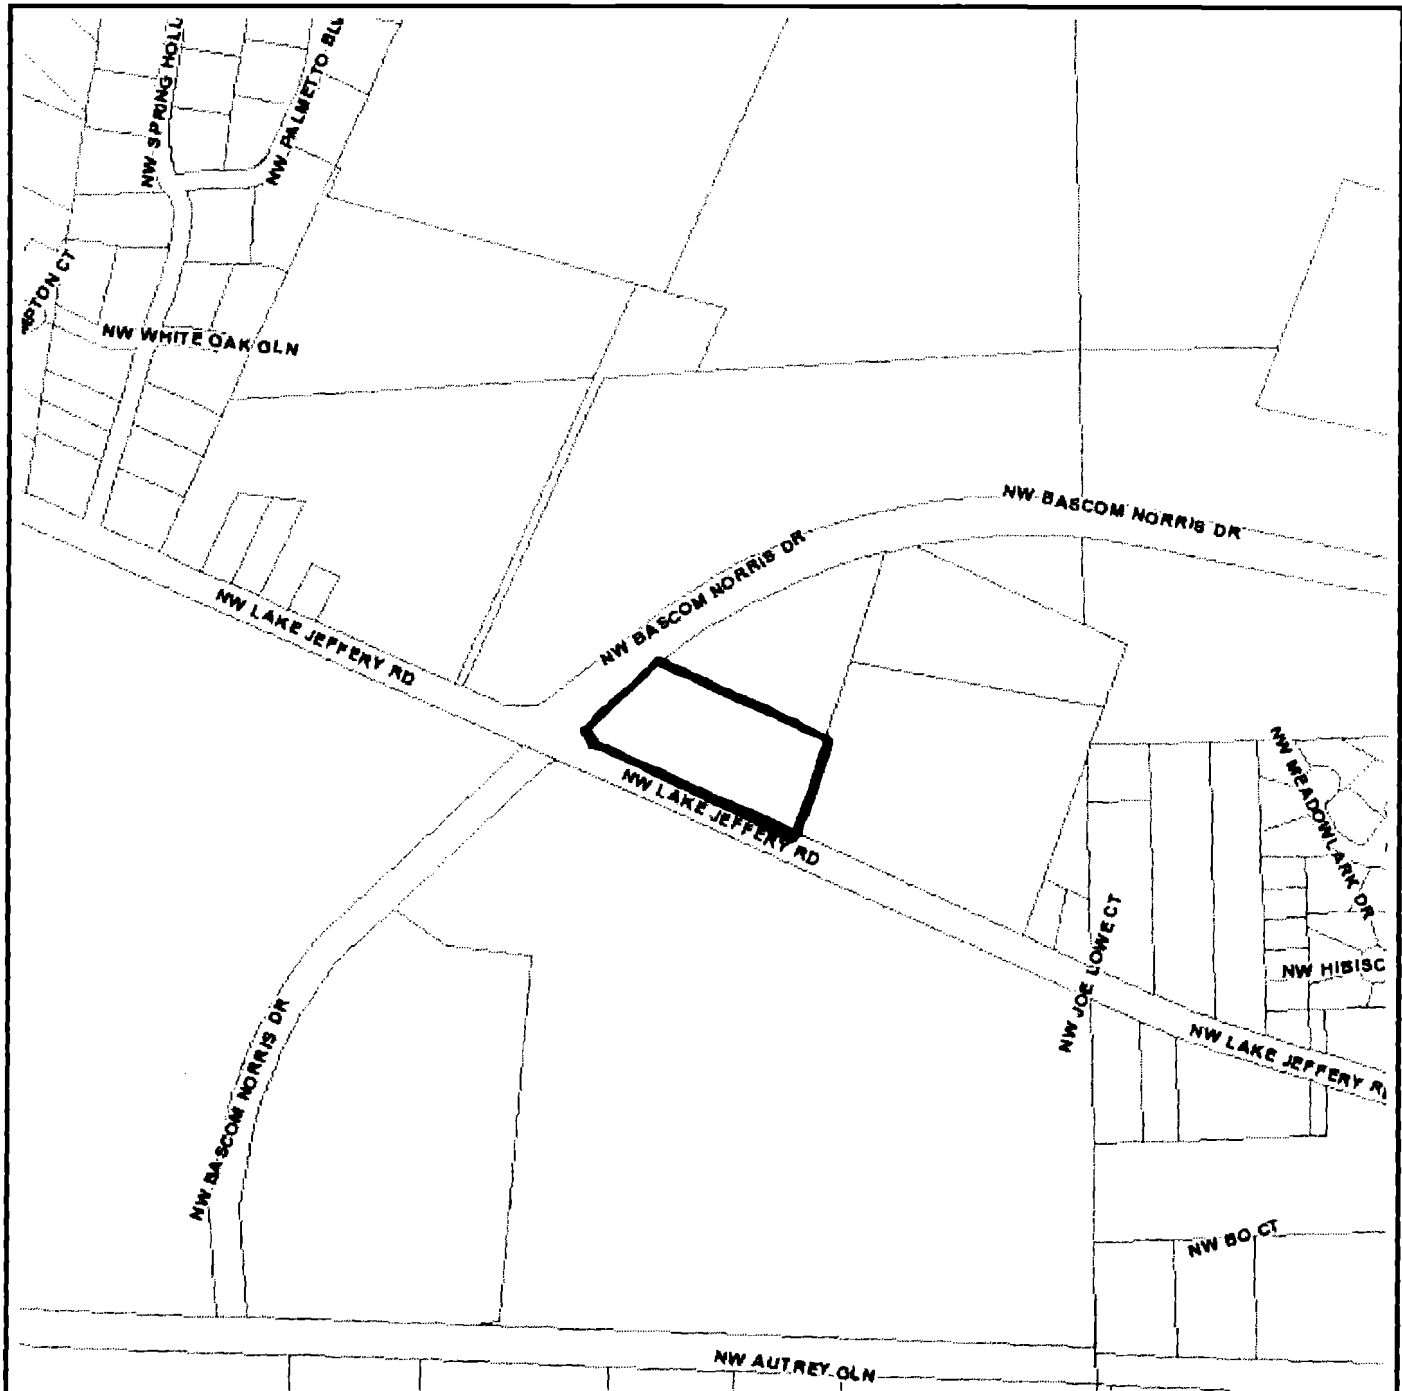 NW SPRING HOLL
NW PALMETTO BL
NW WHITE OAK GLN
NW BASCOM NORRIS DR
NW BASCOM NORRIS DR
NW LAKE JEFFERY RD
NW LAKE JEFFERY RD
NW MEADOWLARK DR
NW JOE LOWE CT
NW HIBISC
NW BASCOM NORRIS DR
NW LAKE JEFFERY R
NW BO CT
NW AUTREY GLN